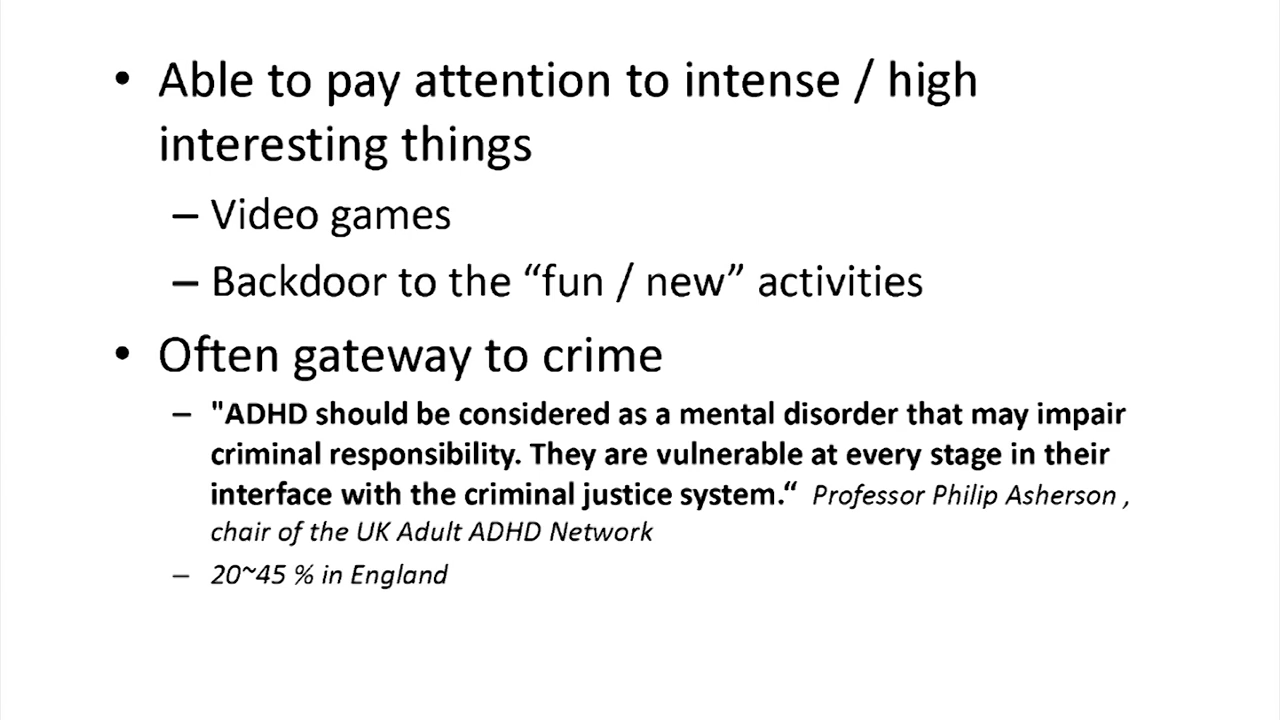 • Able to pay attention to intense / high
interesting things
– Video games
– Backdoor to the “fun / new” activities
• Often gateway to crime
– "ADHD should be considered as a mental disorder that may impair
criminal responsibility. They are vulnerable at every stage in their
interface with the criminal justice system.“ Professor Philip Asherson ,
chair of the UK Adult ADHD Network
– 20~45 % in England